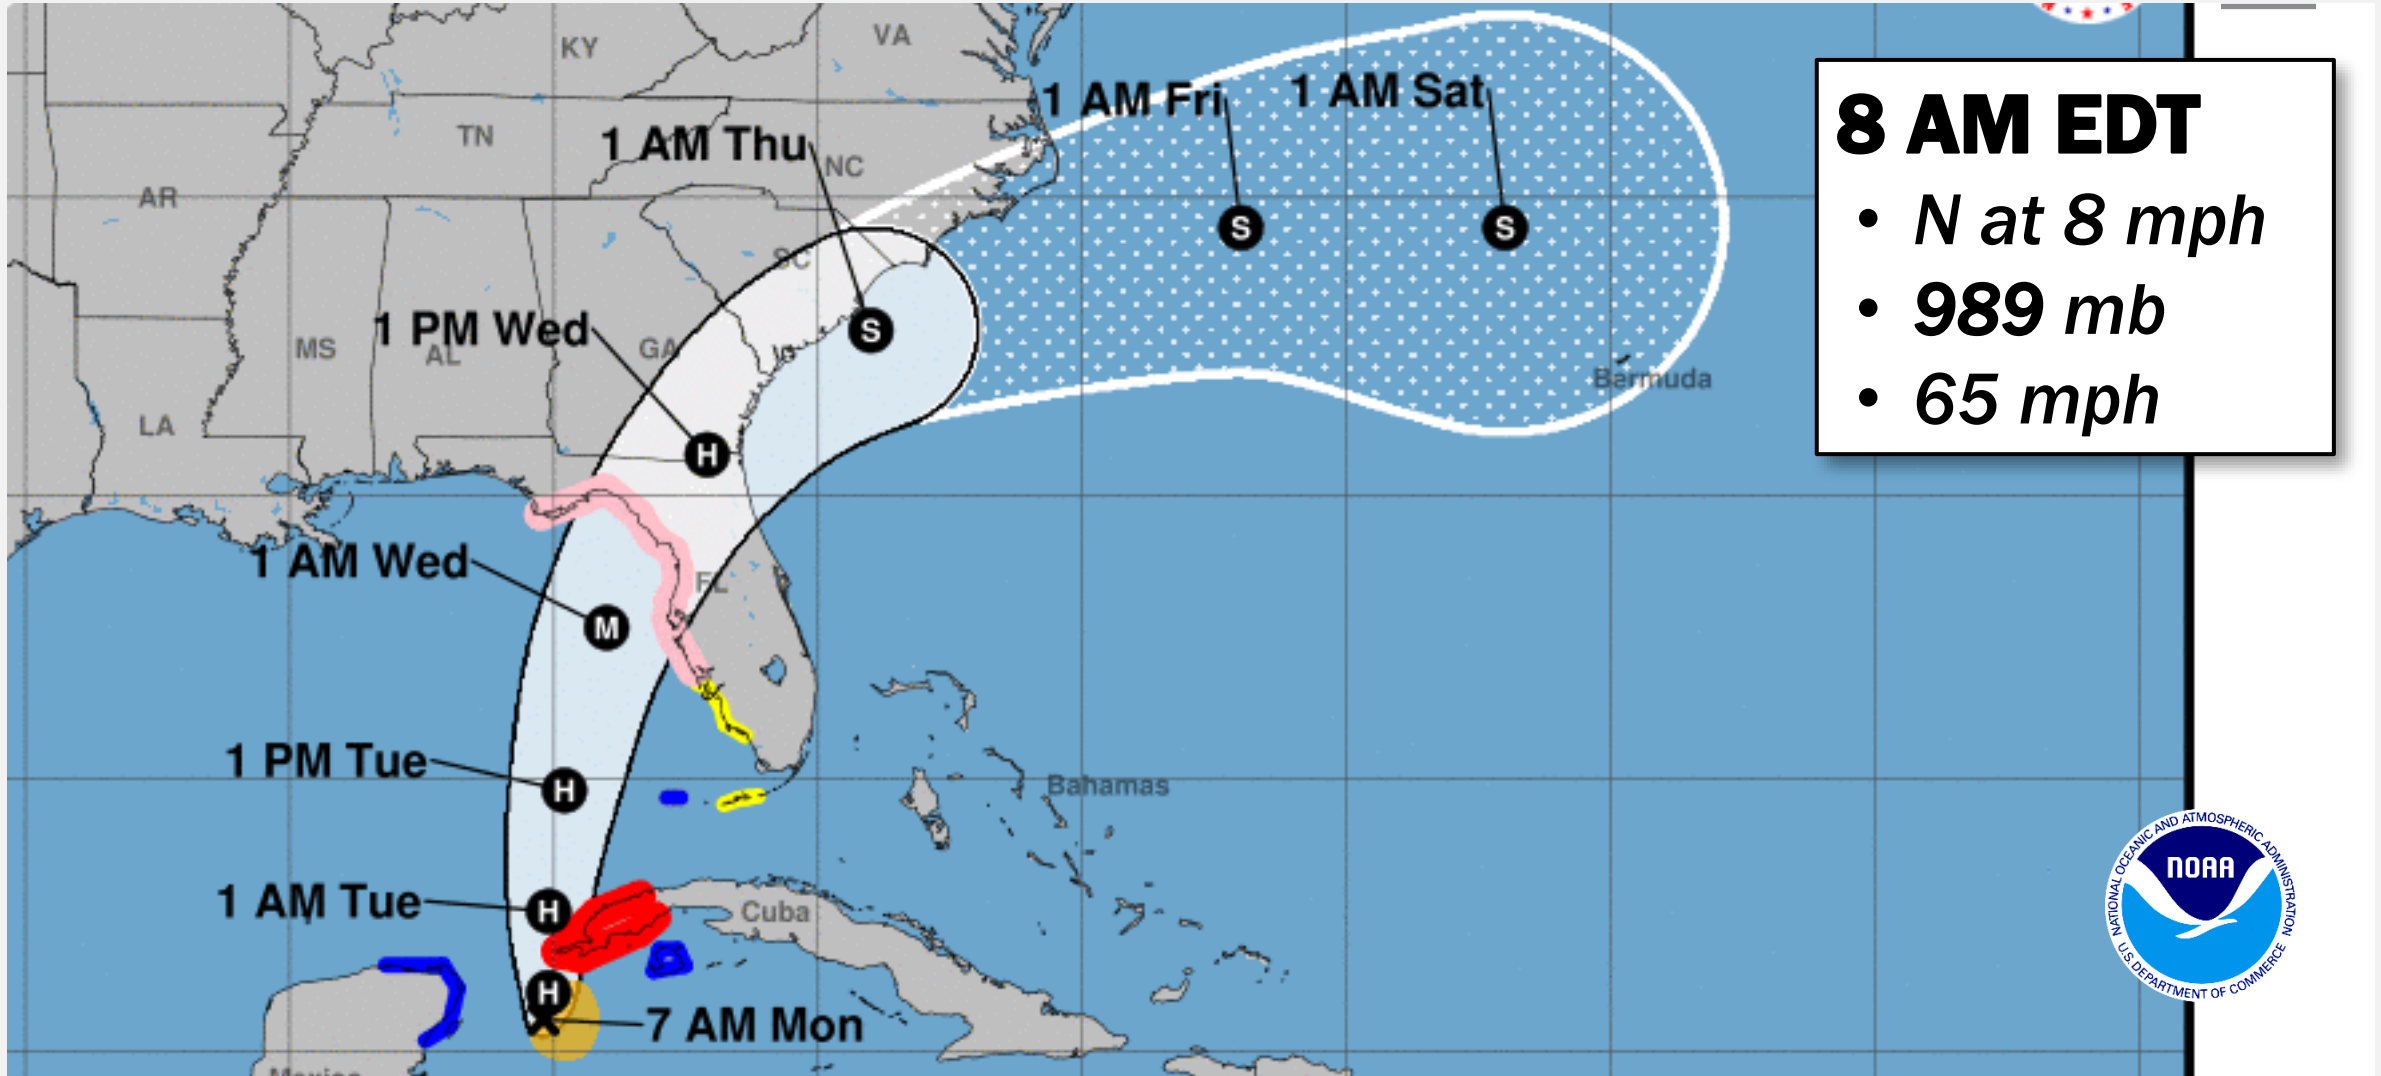 KY
VA
1 AM Fri
1 AM Sat
TN
1 AM Thu
NC
AR
SC
1 PM Wed
MS
AL
GA
Bermuda
LA
1 AM Wed
FL
1 PM Tue
Bahamas
1 AM Tue
Cuba
7 AM Mon
Mexico
S
S
S
H
M
H
H
H
8 AM EDT
• N at 8 mph
• 989 mb
• 65 mph
NATIONAL OCEANIC AND ATMOSPHERIC ADMINISTRATION
NOAA
U.S. DEPARTMENT OF COMMERCE